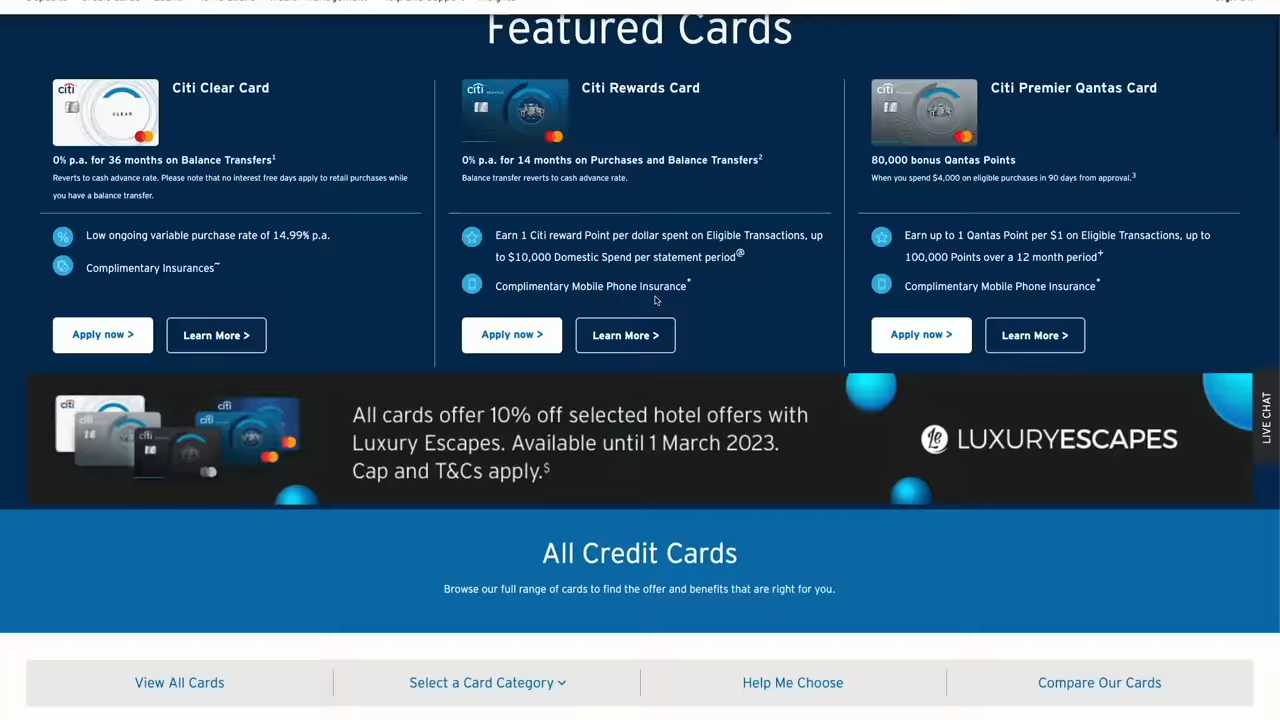 Featured Cards
citi
CLEAR
Citi Clear Card
0% p.a. for 36 months on Balance Transfers1
Reverts to cash advance rate. Please note that no interest free days apply to retail purchases while
you have a balance transfer.
Low ongoing variable purchase rate of 14.99% p.a.
Complimentary Insurances~
Apply now >
Learn More >
citi
Citi Rewards Card
0% p.a. for 14 months on Purchases and Balance Transfers2
Balance transfer reverts to cash advance rate.
Earn 1 Citi reward Point per dollar spent on Eligible Transactions, up
to $10,000 Domestic Spend per statement period@
Complimentary Mobile Phone Insurance*
Apply now >
Learn More >
citi
Citi Premier Qantas Card
80,000 bonus Qantas Points
When you spend $4,000 on eligible purchases in 90 days from approval.3
Earn up to 1 Qantas Point per $1 on Eligible Transactions, up to
100,000 Points over a 12 month period+
Complimentary Mobile Phone Insurance*
Apply now >
Learn More >
citi
citi
citi
citi
citi
All cards offer 10% off selected hotel offers with
Luxury Escapes. Available until 1 March 2023.
Cap and T&Cs apply.$
Le LUXURYESCAPES
LIVE CHAT
All Credit Cards
Browse our full range of cards to find the offer and benefits that are right for you.
View All Cards
Select a Card Category
Help Me Choose
Compare Our Cards